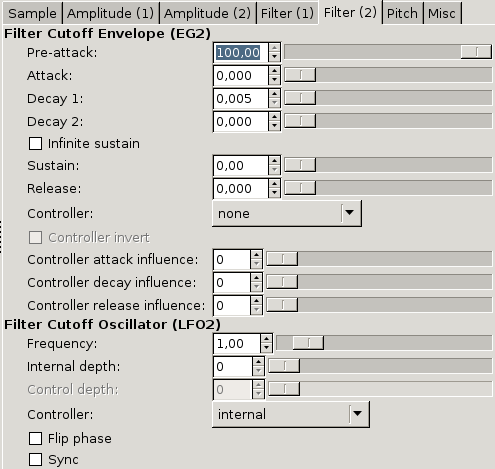 Sample Amplitude (1) Amplitude (2) Filter (1) Filter (2) Pitch Misc
Filter Cutoff Envelope (EG2)
Pre-attack: 100,00
Attack: 0,000
Decay 1: 0,005
Decay 2: 0,000
Infinite sustain
Sustain: 0,00
Release: 0,000
Controller: none
Controller invert
Controller attack influence: 0
Controller decay influence: 0
Controller release influence: 0
Filter Cutoff Oscillator (LFO2)
Frequency: 1,00
Internal depth: 0
Control depth: 0
Controller: internal
Flip phase
Sync